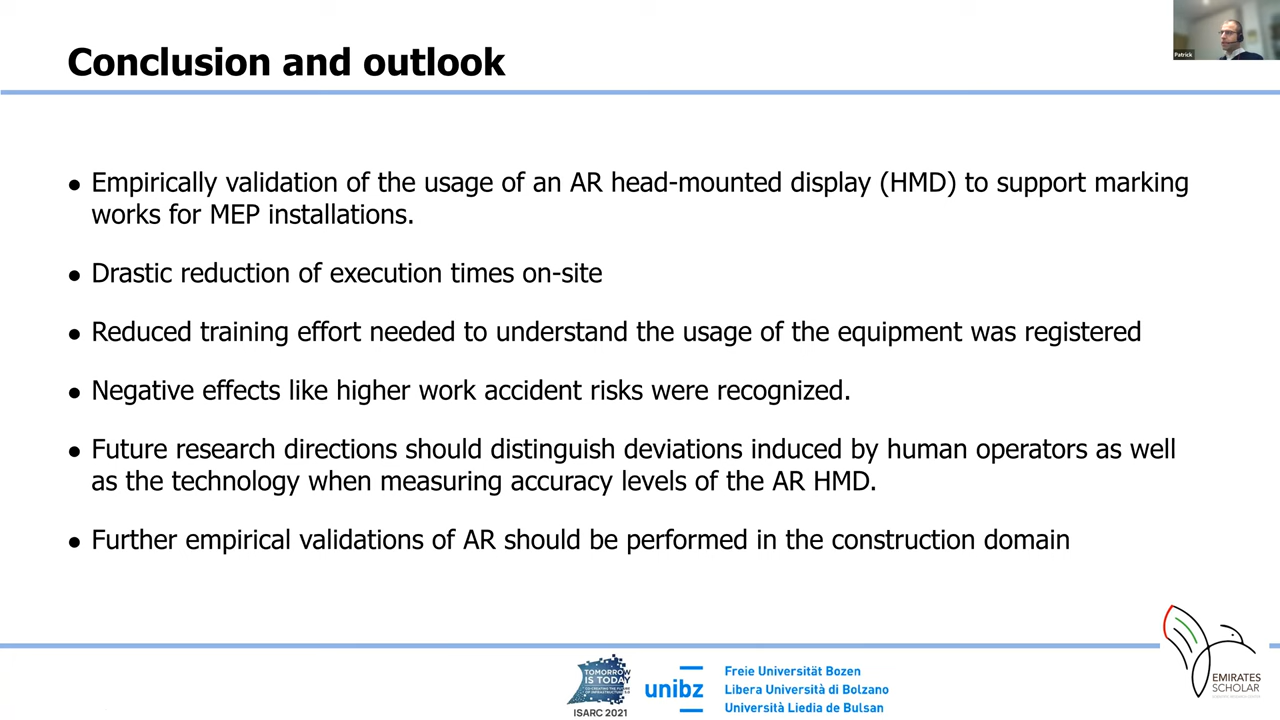 Patrick
Conclusion and outlook
● Empirically validation of the usage of an AR head-mounted display (HMD) to support marking
works for MEP installations.
● Drastic reduction of execution times on-site
● Reduced training effort needed to understand the usage of the equipment was registered
● Negative effects like higher work accident risks were recognized.
● Future research directions should distinguish deviations induced by human operators as well
as the technology when measuring accuracy levels of the AR HMD.
● Further empirical validations of AR should be performed in the construction domain
TOMORROW
IS TODAY
ISARC 2021
unibz
Freie Universität Bozen
Libera Università di Bolzano
Università Liedia de Bulsan
EMIRATES
SCHOLAR